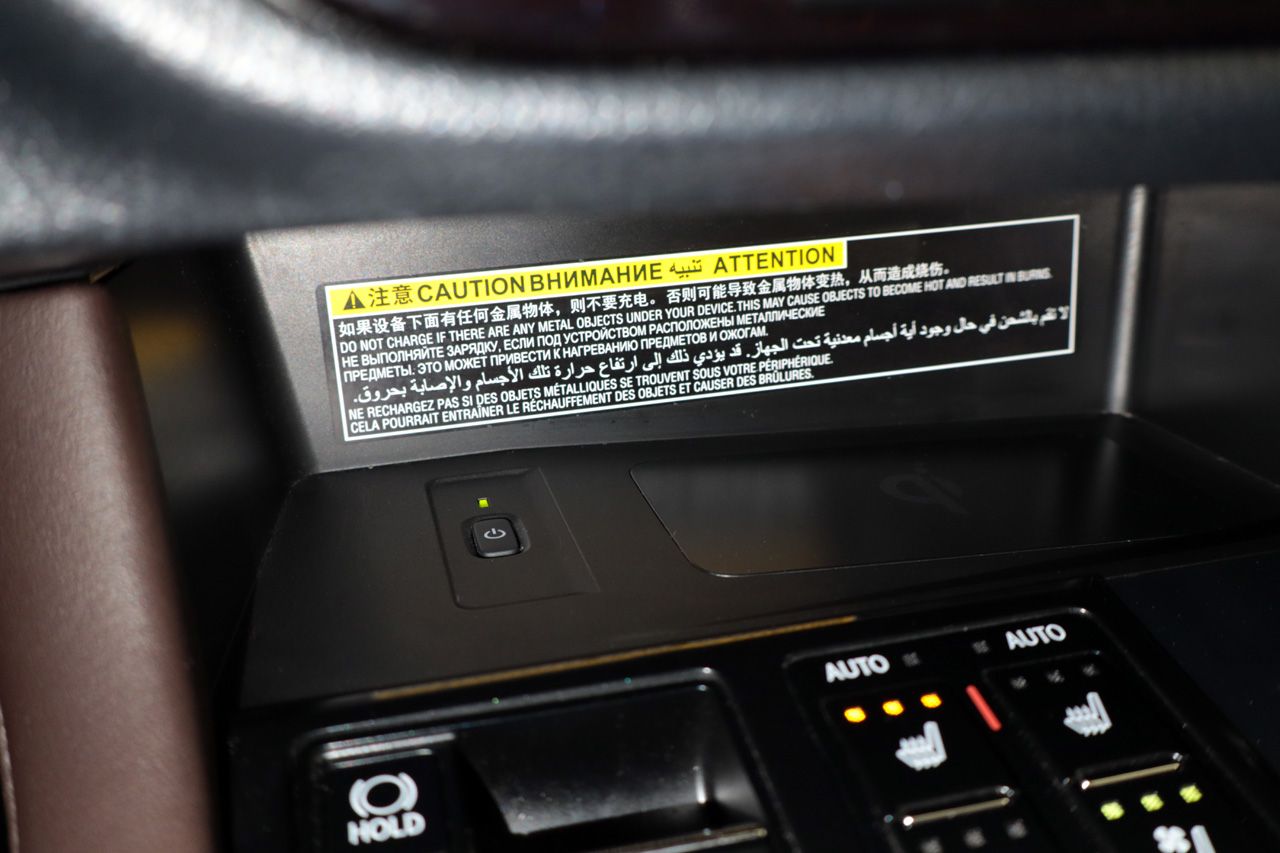 注意 CAUTION ВНИМАНИЕ تنبيه ATTENTION
如果设备下面有任何金属物体，则不要充电。否则可能导致金属物体变热，从而造成烧伤。
DO NOT CHARGE IF THERE ARE ANY METAL OBJECTS UNDER YOUR DEVICE. THIS MAY CAUSE OBJECTS TO BECOME HOT AND RESULT IN BURNS.
НЕ ВЫПОЛНЯЙТЕ ЗАРЯДКУ, ЕСЛИ ПОД УСТРОЙСТВОМ РАСПОЛОЖЕНЫ МЕТАЛЛИЧЕСКИЕ
ПРЕДМЕТЫ. ЭТО МОЖЕТ ПРИВЕСТИ К НАГРЕВАНИЮ ПРЕДМЕТОВ И ОЖОГАМ.
لا تقم بالشحن في حال وجود أية أجسام معدنية تحت الجهاز. قد يؤدي ذلك إلى ارتفاع حرارة تلك الأجسام والإصابة بحروق.
NE RECHARGEZ PAS SI DES OBJETS MÉTALLIQUES SE TROUVENT SOUS VOTRE PÉRIPHÉRIQUE.
CELA POURRAIT ENTRAÎNER LE RÉCHAUFFEMENT DES OBJETS ET CAUSER DES BRÛLURES.
AUTO AUTO
HOLD